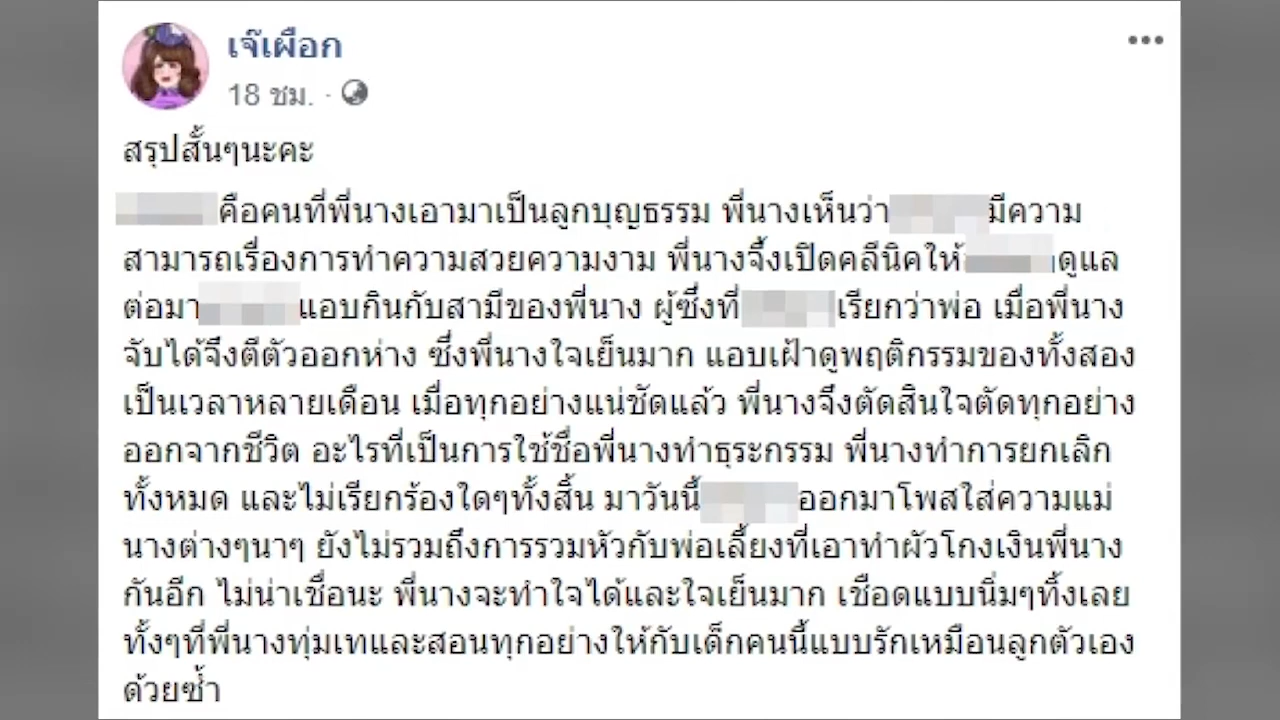 เจ๊เผือก
18 ชม. ·
สรุปสั้นๆนะคะ
คือคนที่พี่นางเอามาเป็นลูกบุญธรรม พี่นางเห็นว่า มีความ
สามารถเรื่องการทำความสวยความงาม พี่นางจึ้งเปิดคลีนิคให้ ดูแล
ต่อมา แอบกินกับสามีของพี่นาง ผู้ซึ่งที่ เรียกว่าพ่อ เมื่อพี่นาง
จับได้จึงตีตัวออกห่าง ซึ่งพี่นางใจเย็นมาก แอบเฝ้าดูพฤติกรรมของทั้งสอง
เป็นเวลาหลายเดือน เมื่อทุกอย่างแน่ชัดแล้ว พี่นางจึงตัดสินใจตัดทุกอย่าง
ออกจากชีวิต อะไรที่เป็นการใช้ชื่อพี่นางทำธุระกรรม พี่นางทำการยกเลิก
ทั้งหมด และไม่เรียกร้องใดๆทั้งสิ้น มาวันนี้ ออกมาโพสใส่ความแม่
นางต่างๆนาๆ ยังไม่รวมถึงการรวมหัวกับพ่อเลี้ยงที่เอาทำผัวโกงเงินพี่นาง
กันอีก ไม่น่าเชื่อนะ พี่นางจะทำใจได้และใจเย็นมาก เชือดแบบนิ่มๆทิ้งเลย
ทั้งๆที่พี่นางทุ่มเทและสอนทุกอย่างให้กับเด็กคนนี้แบบรักเหมือนลูกตัวเอง
ด้วยซ้ำ